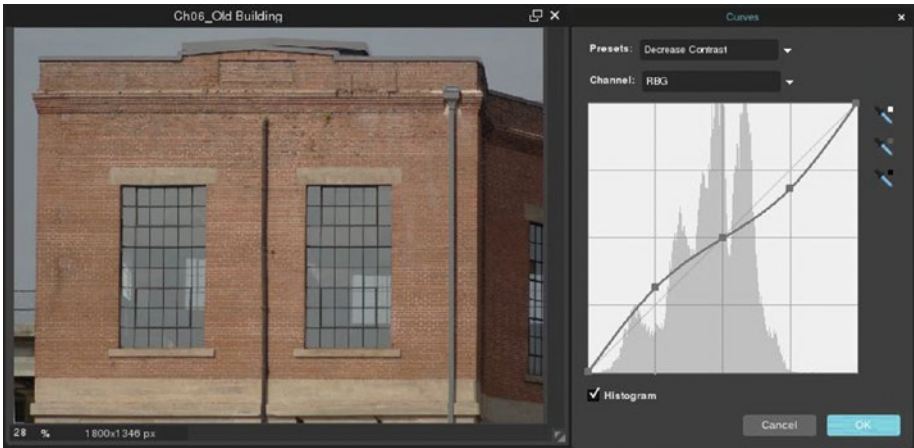 Ch06_Old Building
28 % 1800x1346 px
Curves
Presets: Decrease Contrast
Channel: RBG
Histogram
Cancel OK